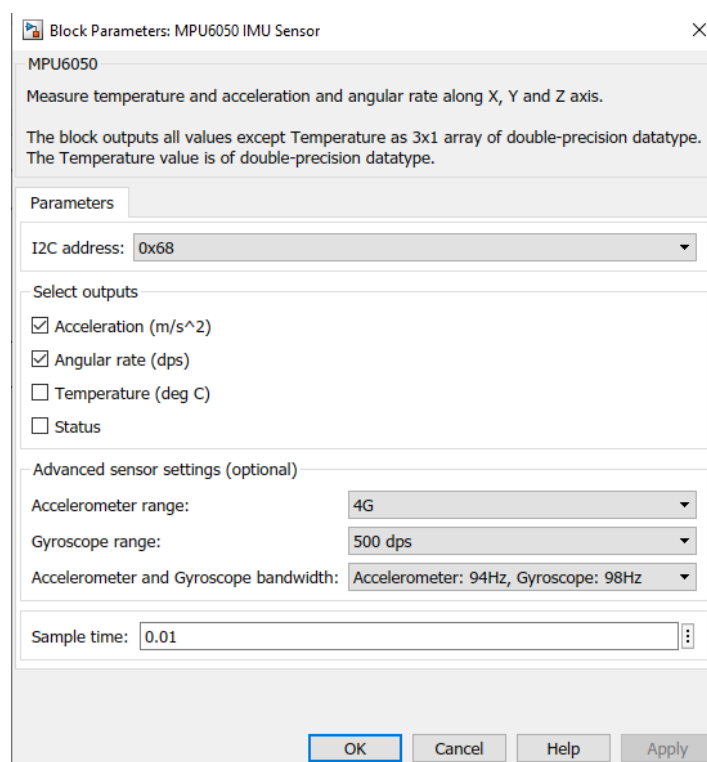 Block Parameters: MPU6050 IMU Sensor
MPU6050
Measure temperature and acceleration and angular rate along X, Y and Z axis.
The block outputs all values except Temperature as 3x1 array of double-precision datatype.
The Temperature value is of double-precision datatype.
Parameters
I2C address: 0x68
Select outputs
Acceleration (m/s^2)
Angular rate (dps)
Temperature (deg C)
Status
Advanced sensor settings (optional)
Accelerometer range: 4G
Gyroscope range: 500 dps
Accelerometer and Gyroscope bandwidth: Accelerometer: 94Hz, Gyroscope: 98Hz
Sample time: 0.01
OK Cancel Help Apply